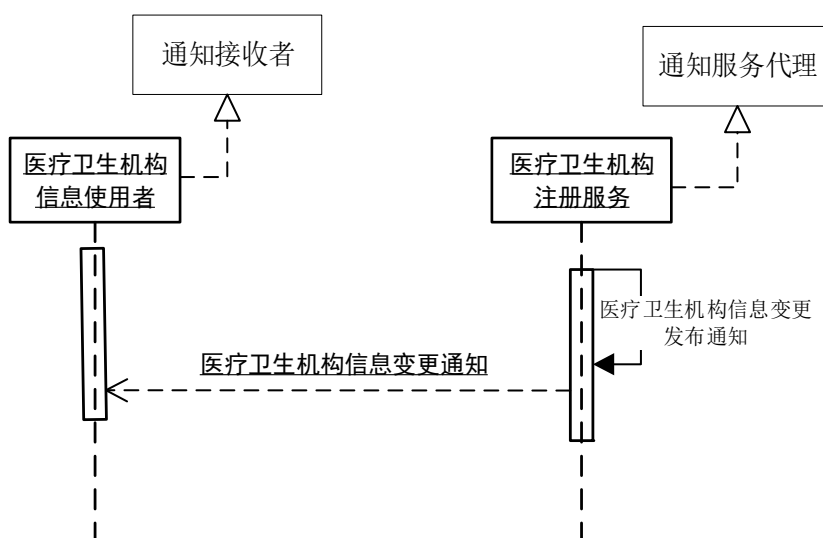 通知接收者
通知服务代理
医疗卫生机构
信息使用者
医疗卫生机构
注册服务
医疗卫生机构信息变更
发布通知
医疗卫生机构信息变更通知